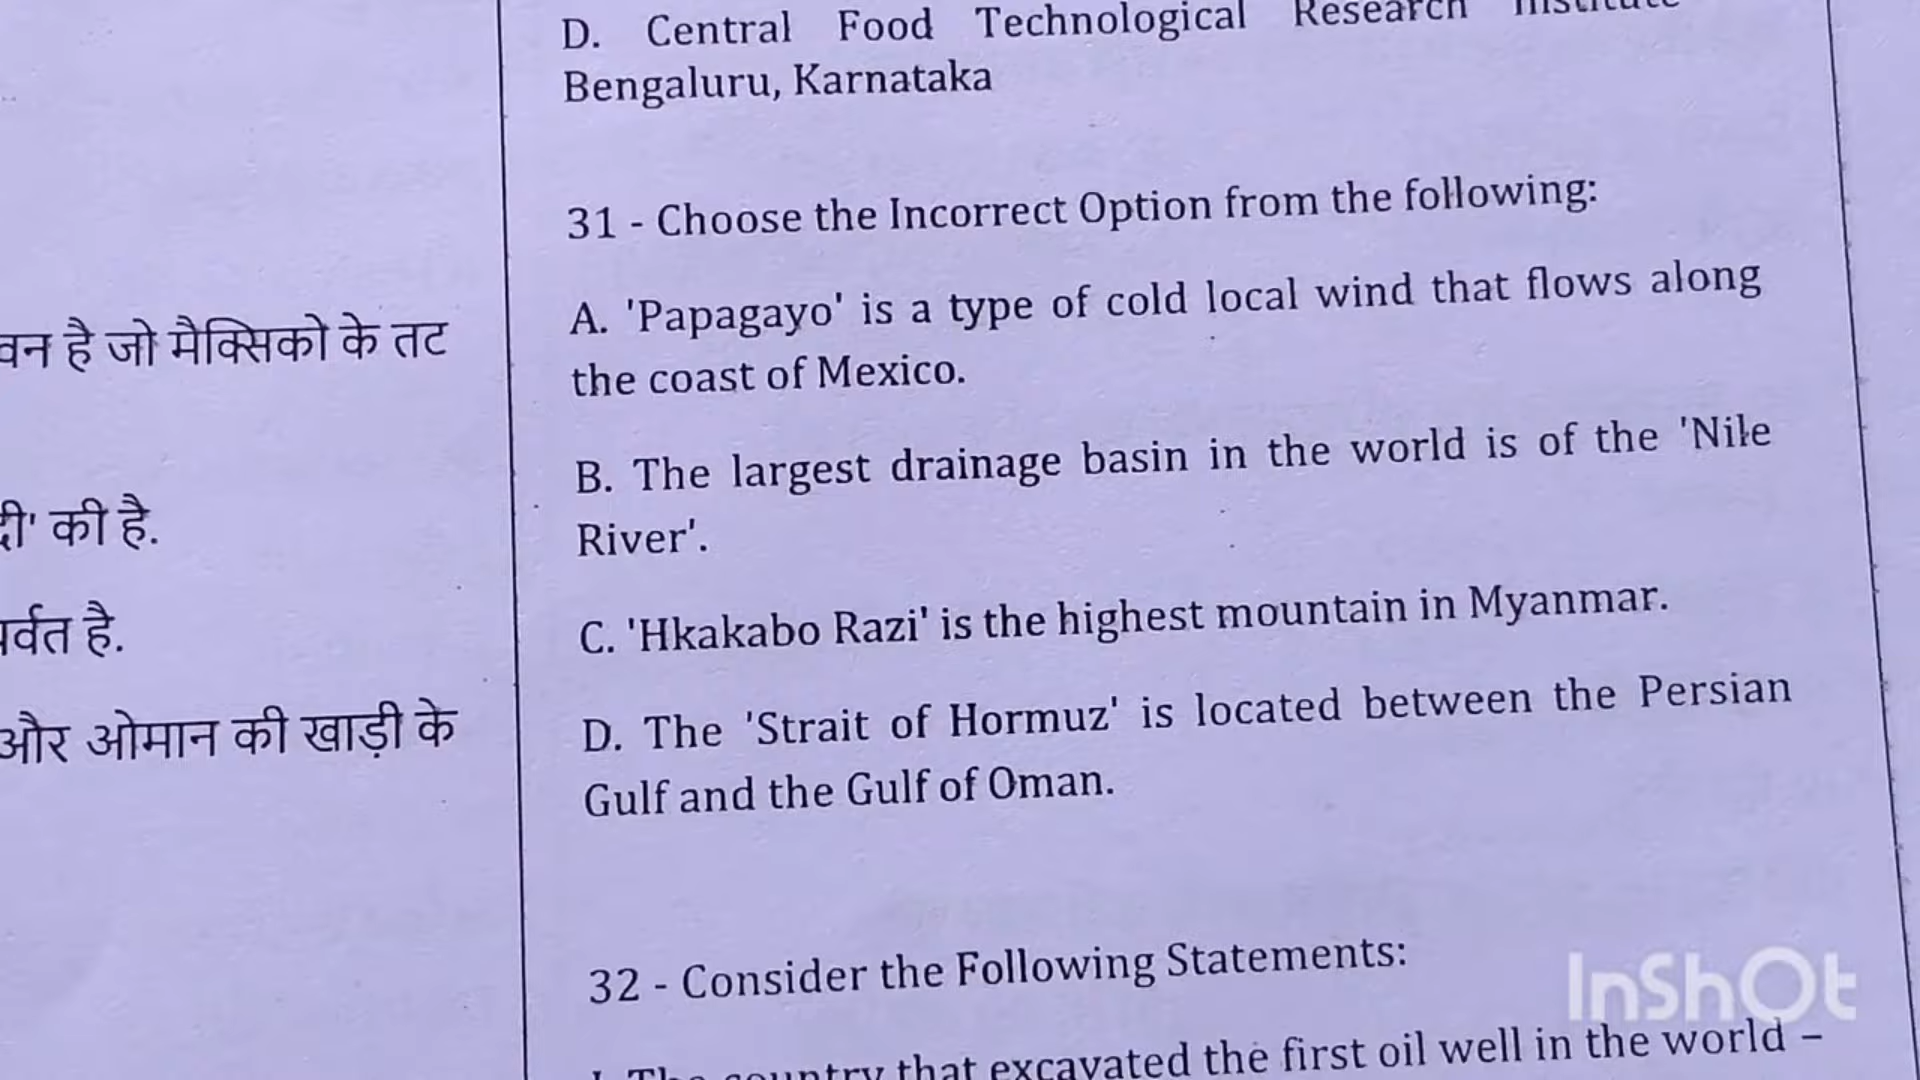 वन है जो मैक्सिको के तट
की है.
पर्वत है.
और ओमान की खाड़ी के
D. Central Food Technological Research Institute
Bengaluru, Karnataka
31 - Choose the Incorrect Option from the following:
A. 'Papagayo' is a type of cold local wind that flows along
the coast of Mexico.
B. The largest drainage basin in the world is of the 'Nile
River'.
C. 'Hkakabo Razi' is the highest mountain in Myanmar.
D. The 'Strait of Hormuz' is located between the Persian
Gulf and the Gulf of Oman.
32 - Consider the Following Statements:
country that excavated the first oil well in the world –
InShOt